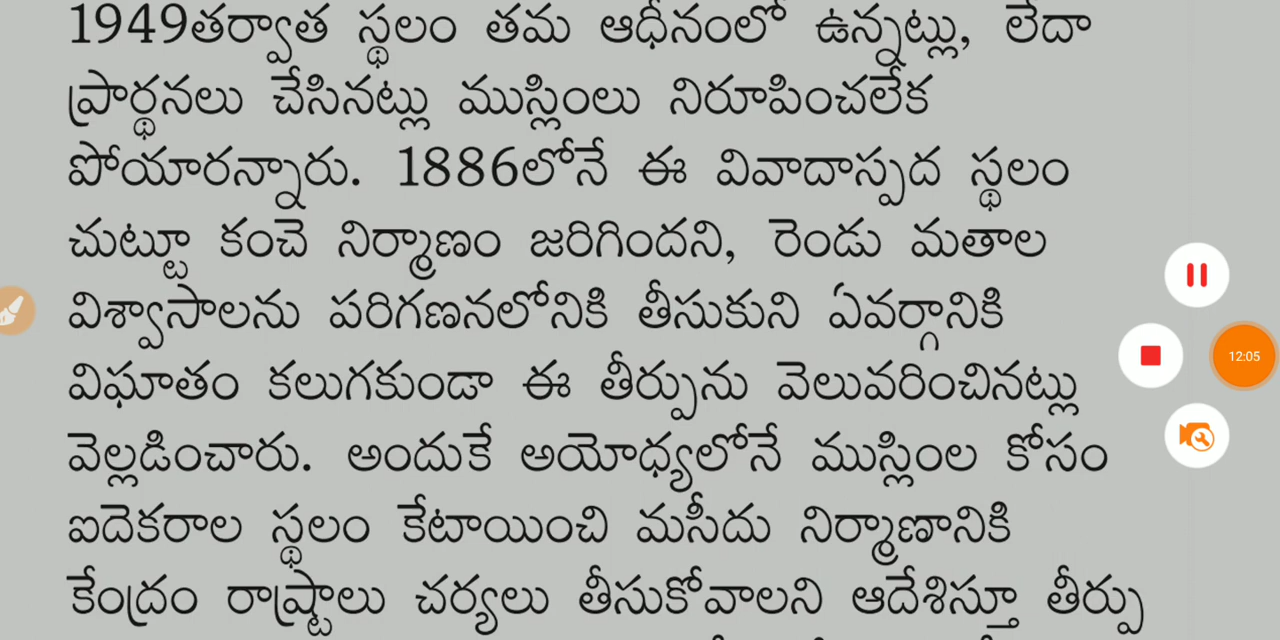 1949తర్వాత స్థలం తమ ఆధీనంలో ఉన్నట్లు, లేదా
ప్రార్థనలు చేసినట్లు ముస్లింలు నిరూపించలేక
పోయారన్నారు. 1886లోనే ఈ వివాదాస్పద స్థలం
చుట్టూ కంచె నిర్మాణం జరిగిందని, రెండు మతాల
విశ్వాసాలను పరిగణనలోనికి తీసుకుని ఏవర్గానికి
విఘాతం కలుగకుండా ఈ తీర్పును వెలువరించినట్లు
వెల్లడించారు. అందుకే అయోధ్యలోనే ముస్లింల కోసం
ఐదెకరాల స్థలం కేటాయించి మసీదు నిర్మాణానికి
కేంద్రం రాష్ట్రాలు చర్యలు తీసుకోవాలని ఆదేశిస్తూ తీర్పు
12:05